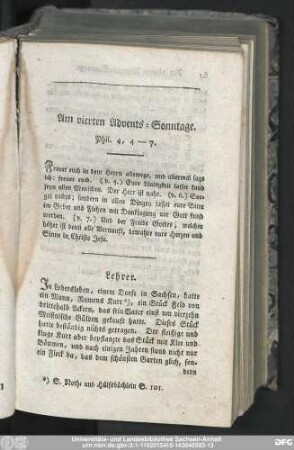 Am vierten Advents-Sonntage.
Phil. 4, 4 — 7.
Freuet euch in dem Herrn allewege, und abermal sage
ich: freuet euch. (v. 5.) Eure Lindigkeit lasset kund
seyn allen Menschen. Der Herr ist nahe. (v. 6.) Sor-
get nichts; sondern in allen Dingen lasset eure Bitte
im Gebet und Flehen mit Danksagung vor Gott kund
werden. (v. 7.) Und der Friede Gottes, welcher
höher ist denn alle Vernunft, bewahre eure Herzen und
Sinne in Christo Jesu.
Lehrer.
In Leberkleben, einem Dorfe in Sachsen, hatte
ein Mann, Namens Kurt *), ein Stück Feld von
dritthalb Ackern, das sein Vater einst um vierzehn
Meißnische Gülden gekauft hatte. Dieses Stück
hatte beständig nichts getragen. Der fleißige und
kluge Kurt aber bepflanzte das Stück mit Klee und
Bäumen, und nach einigen Jahren stand nicht nur
ein Fleck da, das dem schönsten Garten glich, son-
dern
*) S. Noth- und Hülfsbüchlein S. 101.
Universitäts- und Landesbibliothek Sachsen-Anhalt